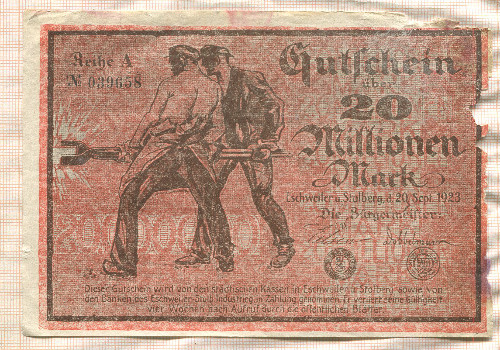 Reihe A
№ 039658
Gutschein
über
20
Millionen
Mark
Eschweiler u. Stolberg, d. 20. Sept. 1923
Die Bürgermeister:
Dieser Gutschein wird von den städtischen Kassen in Eschweiler u. Stolberg sowie von
den Banken des Eschweiler-Stolb. Industriegeb. in Zahlung genommen. Er verliert seine Gültigkeit
vier Wochen nach Aufruf durch die öffentlichen Blätter.